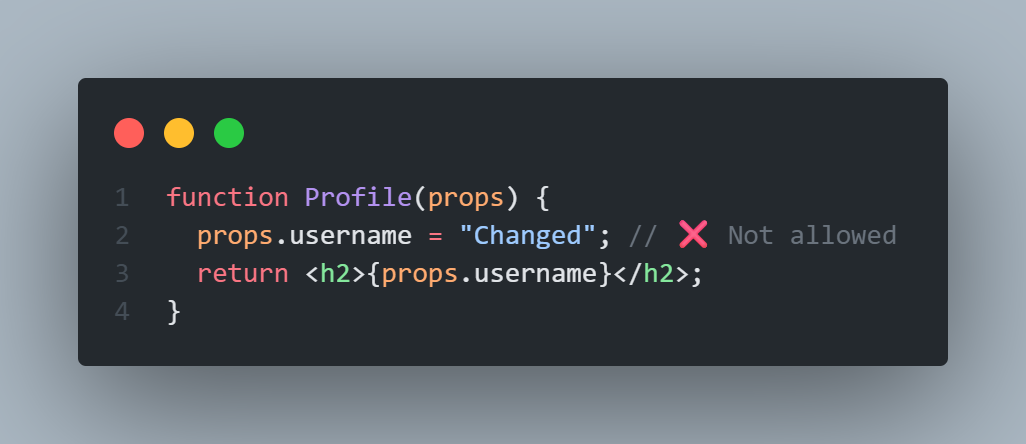 1 function Profile(props) {
2 props.username = "Changed"; // ❌ Not allowed
3 return <h2>{props.username}</h2>;
4 }